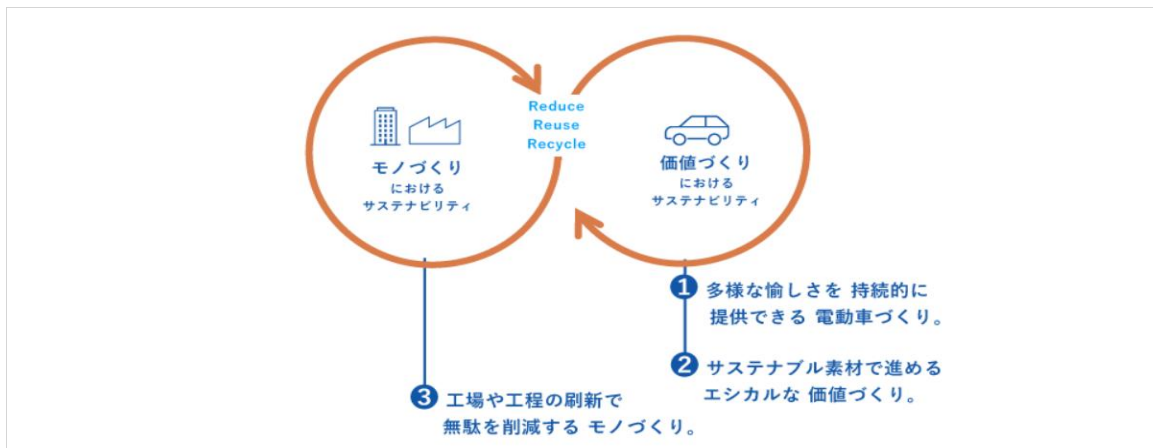 Reduce
Reuse
Recycle
モノづくり
における
サステナビリティ
価値づくり
における
サステナビリティ
1 多様な愉しさを 持続的に
提供できる 電動車づくり。
2 サステナブル素材で進める
エシカルな 価値づくり。
3 工場や工程の刷新で
無駄を削減する モノづくり。